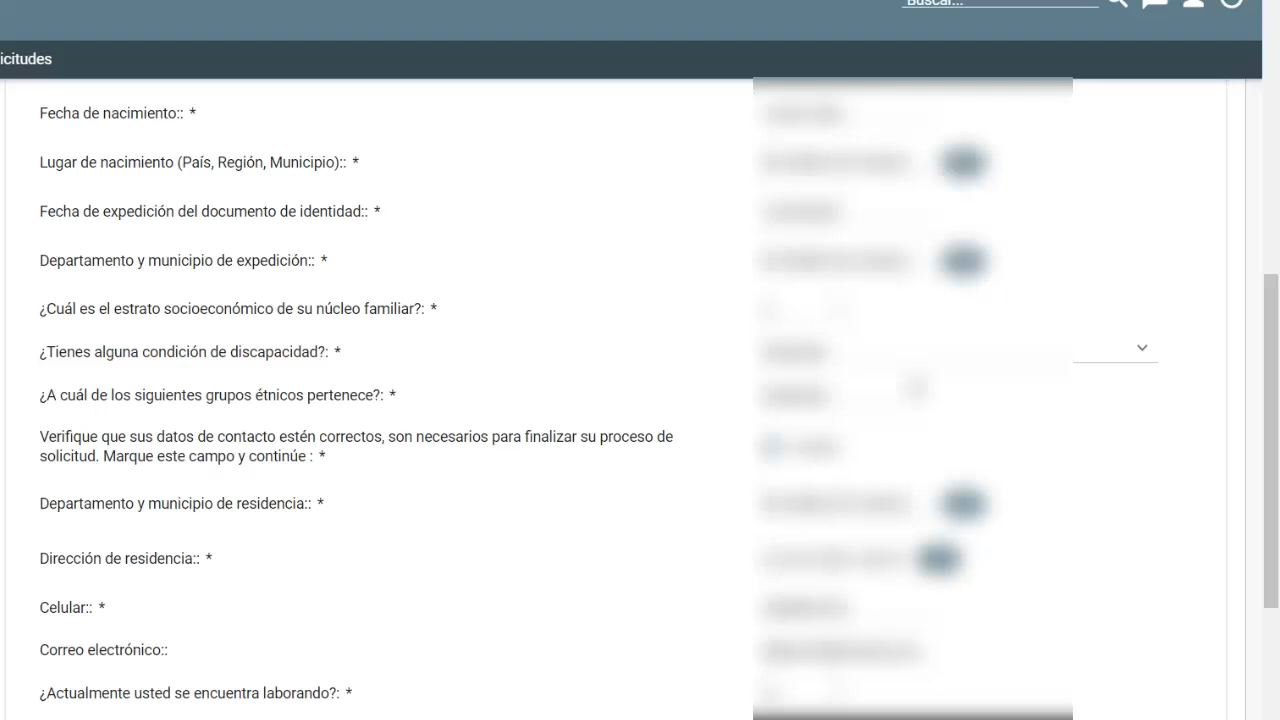 Buscar...
icitudes
Fecha de nacimiento:: *
Lugar de nacimiento (País, Región, Municipio):: *
Fecha de expedición del documento de identidad:: *
Departamento y municipio de expedición:: *
¿Cuál es el estrato socioeconómico de su núcleo familiar?: *
¿Tienes alguna condición de discapacidad?: *
¿A cuál de los siguientes grupos étnicos pertenece?: *
Verifique que sus datos de contacto estén correctos, son necesarios para finalizar su proceso de
solicitud. Marque este campo y continúe : *
Departamento y municipio de residencia:: *
Dirección de residencia:: *
Celular:: *
Correo electrónico::
¿Actualmente usted se encuentra laborando?: *